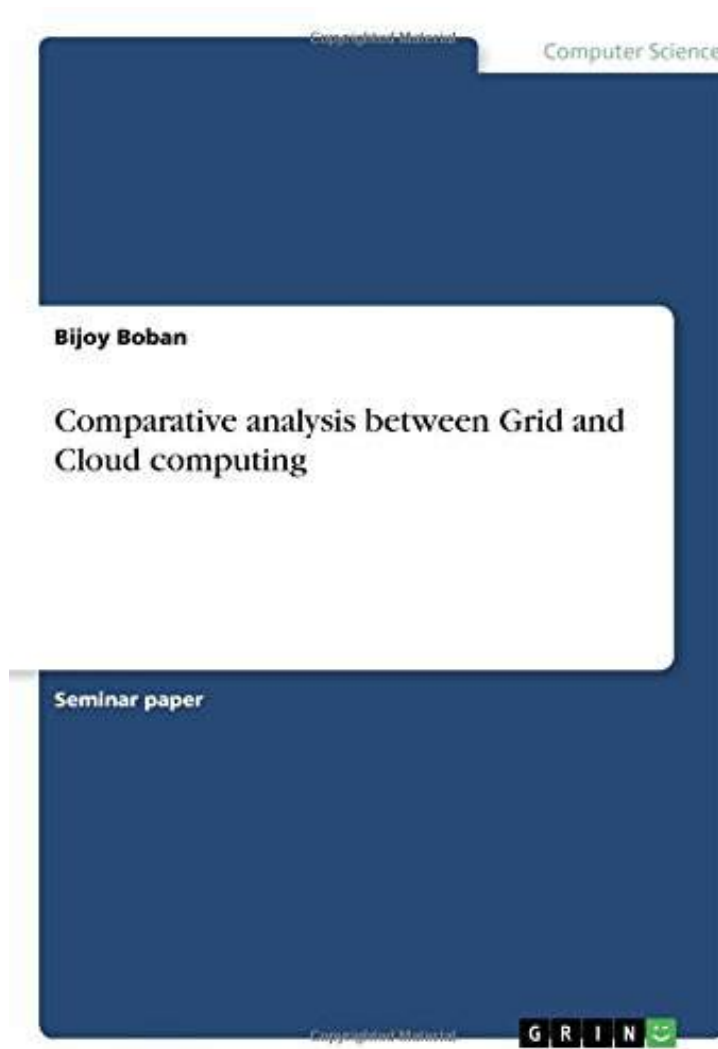 Copyrighted Material
Computer Science
Bijoy Boban
Comparative analysis between Grid and
Cloud computing
Seminar paper
Copyrighted Material
GRIN